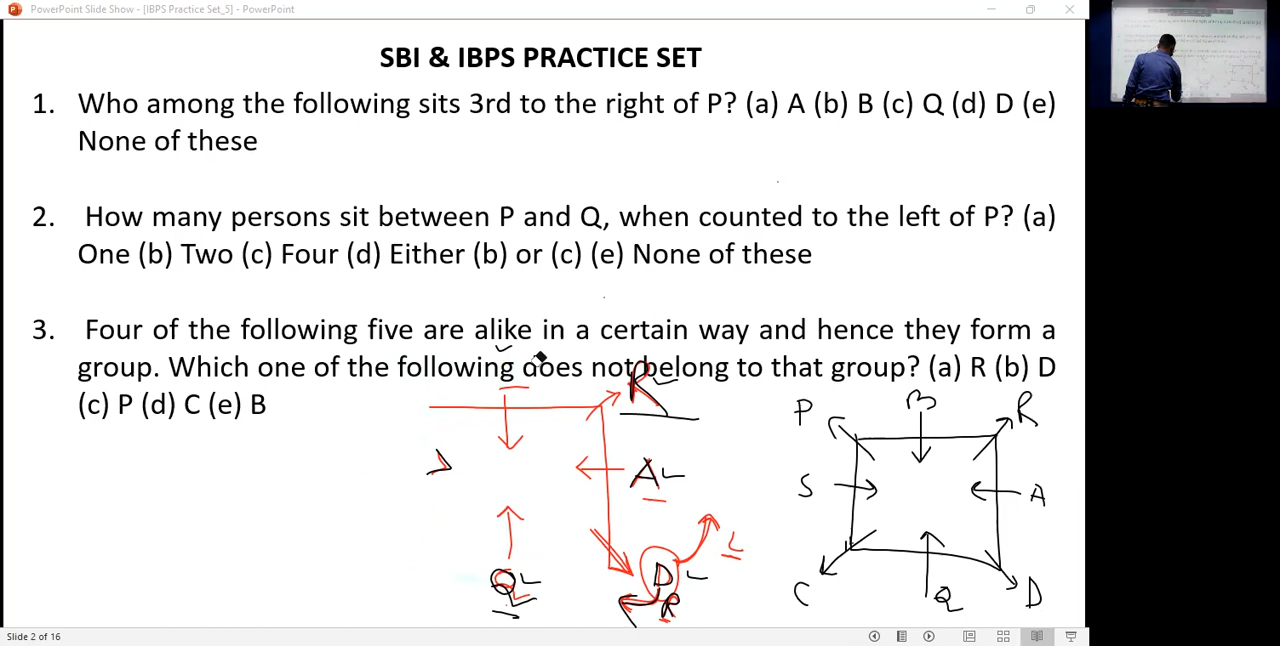 PowerPoint Slide Show - [IBPS Practice Set_5] - PowerPoint
SBI & IBPS PRACTICE SET
1. Who among the following sits 3rd to the right of P? (a) A (b) B (c) Q (d) D (e)
None of these
2. How many persons sit between P and Q, when counted to the left of P? (a)
One (b) Two (c) Four (d) Either (b) or (c) (e) None of these
3. Four of the following five are alike in a certain way and hence they form a
group. Which one of the following does not belong to that group? (a) R (b) D
(c) P (d) C (e) B
R
A
L
Q
D
R
P
B
R
S
A
C
Q
D
Slide 2 of 16